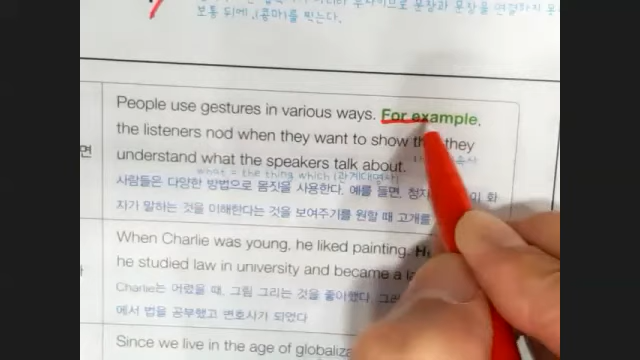 보통 뒤에 ,(콤마)를 찍는다.
People use gestures in various ways. For example,
the listeners nod when they want to show they
understand what the speakers talk about.
what = the thing which (관계대명사)
사람들은 다양한 방법으로 몸짓을 사용한다. 예를 들면, 청자 이 화
자가 말하는 것을 이해한다는 것을 보여주기를 원할 때 고개를
면
When Charlie was young, he liked painting.
he studied law in university and became a
Charlie는 어렸을 때, 그림 그리는 것을 좋아했다.
에서 법을 공부했고 변호사가 되었다
Since we live in the age of